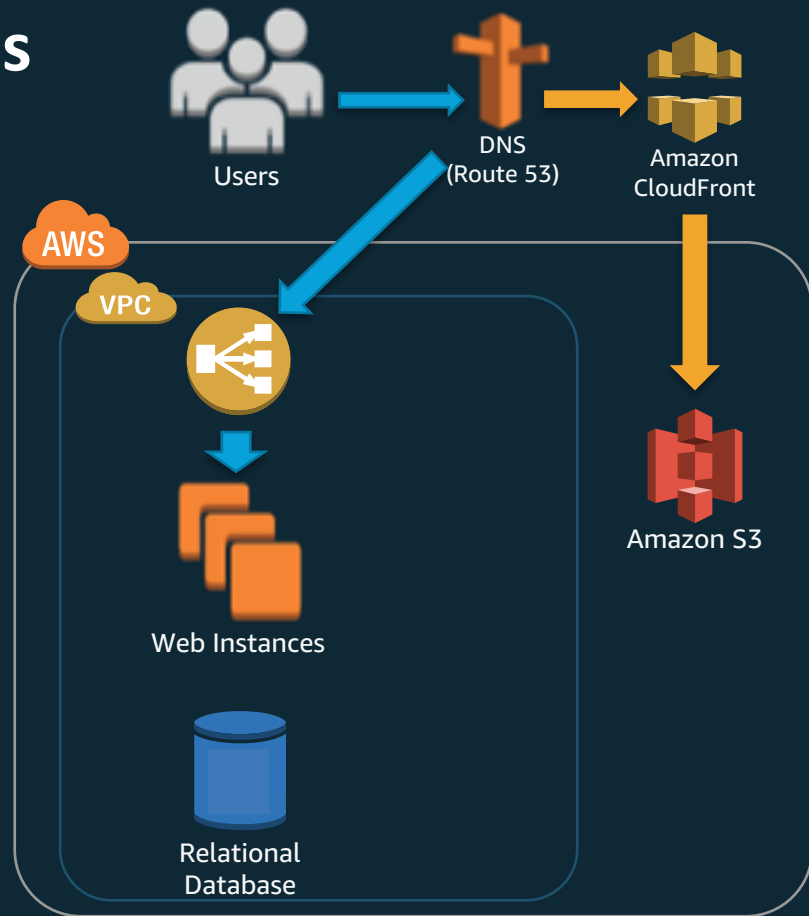 s
Users
DNS
(Route 53)
Amazon
CloudFront
AWS
VPC
Amazon S3
Web Instances
Relational
Database